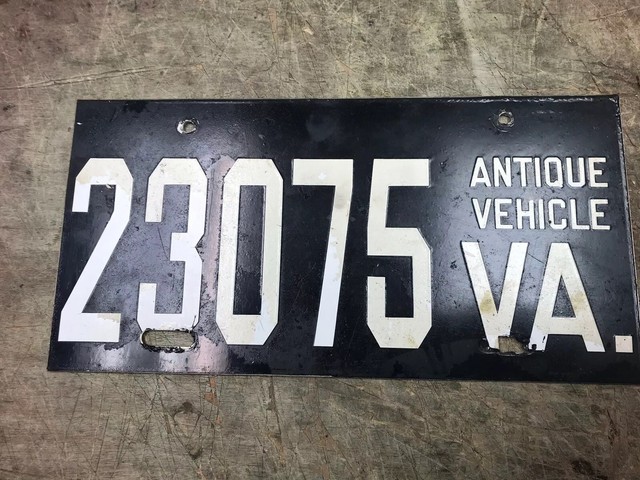 23075
ANTIQUE
VEHICLE
VA.